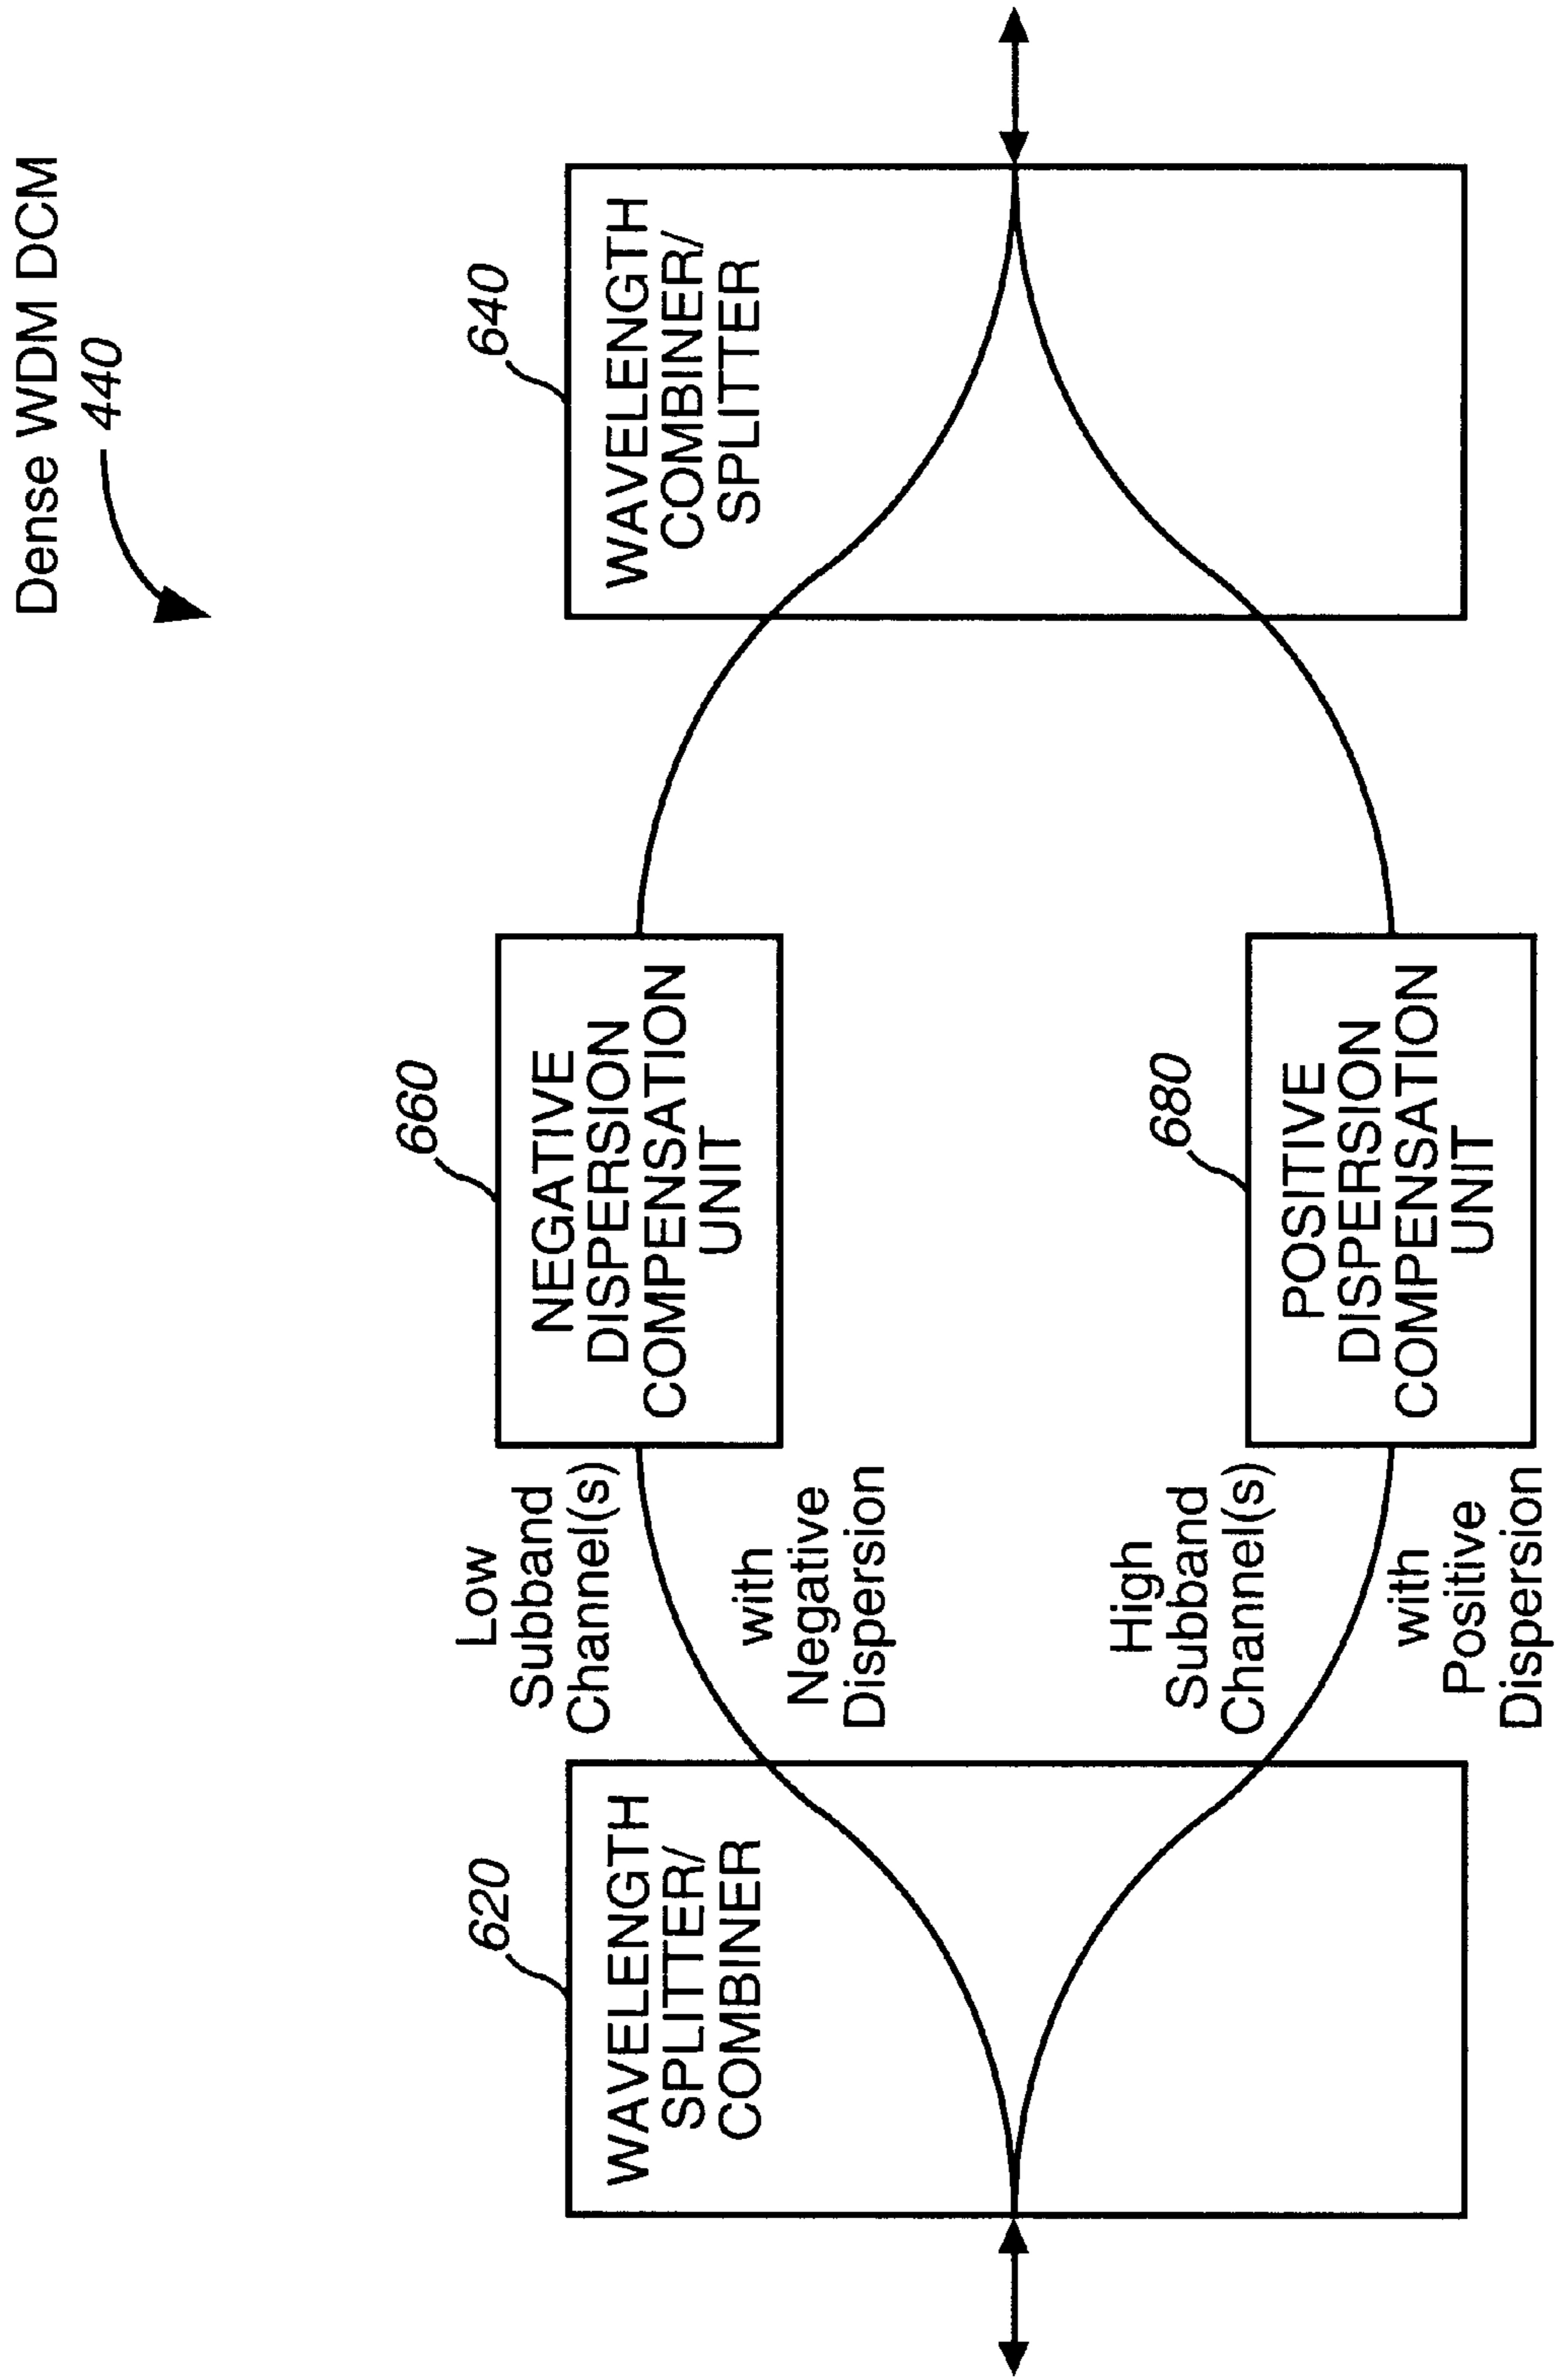 Dense WDM DCM
440
620
WAVELENGTH
SPLITTER/
COMBINER
Low
Subband
Channel(s)
with
Negative
Dispersion
660
NEGATIVE
DISPERSION
COMPENSATION
UNIT
High
Subband
Channel(s)
with
Positive
Dispersion
680
POSITIVE
DISPERSION
COMPENSATION
UNIT
640
WAVELENGTH
COMBINER/
SPLITTER